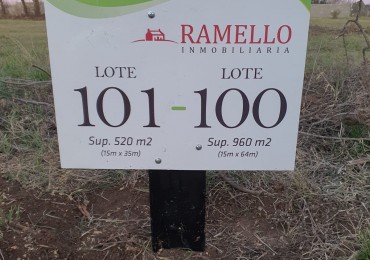 RAMELLO
INMOBILIARIA
LOTE LOTE
101-100
Sup. 520 m2 Sup. 960 m2
(15m x 35m) (15m x 64m)